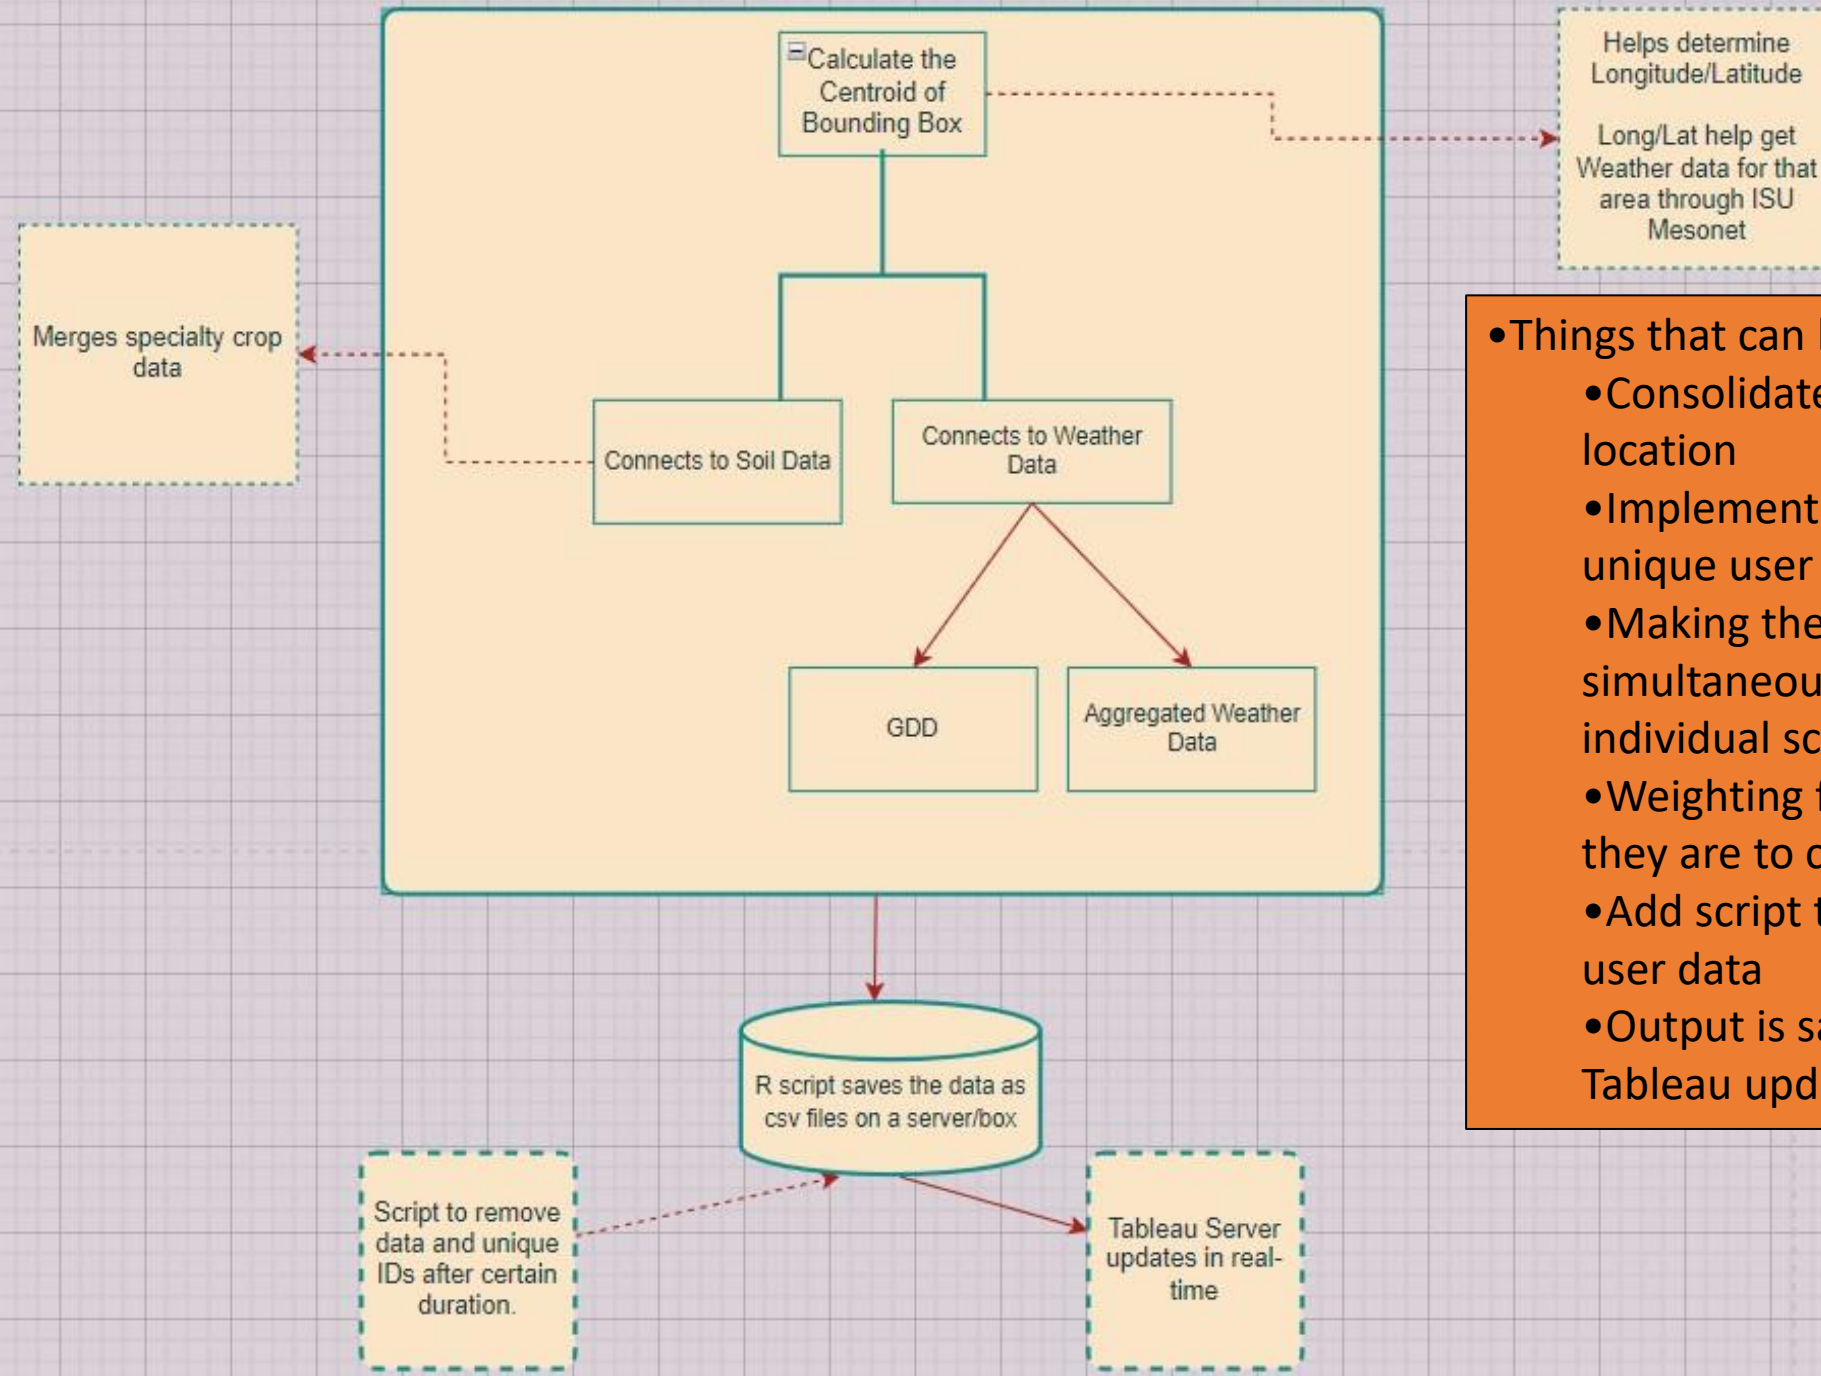 Calculate the
Centroid of
Bounding Box
Helps determine
Longitude/Latitude
Long/Lat help get
Weather data for that
area through ISU
Mesonet
Merges specialty crop
data
Connects to Soil Data
Connects to Weather
Data
GDD
Aggregated Weather
Data
R script saves the data as
csv files on a server/box
Script to remove
data and unique
IDs after certain
duration.
Tableau Server
updates in real-
time
•Things that can
•Consolidate
location
•Implement
unique user
•Making the
simultaneou
individual sc
•Weighting
they are to
•Add script
user data
•Output is sa
Tableau upd